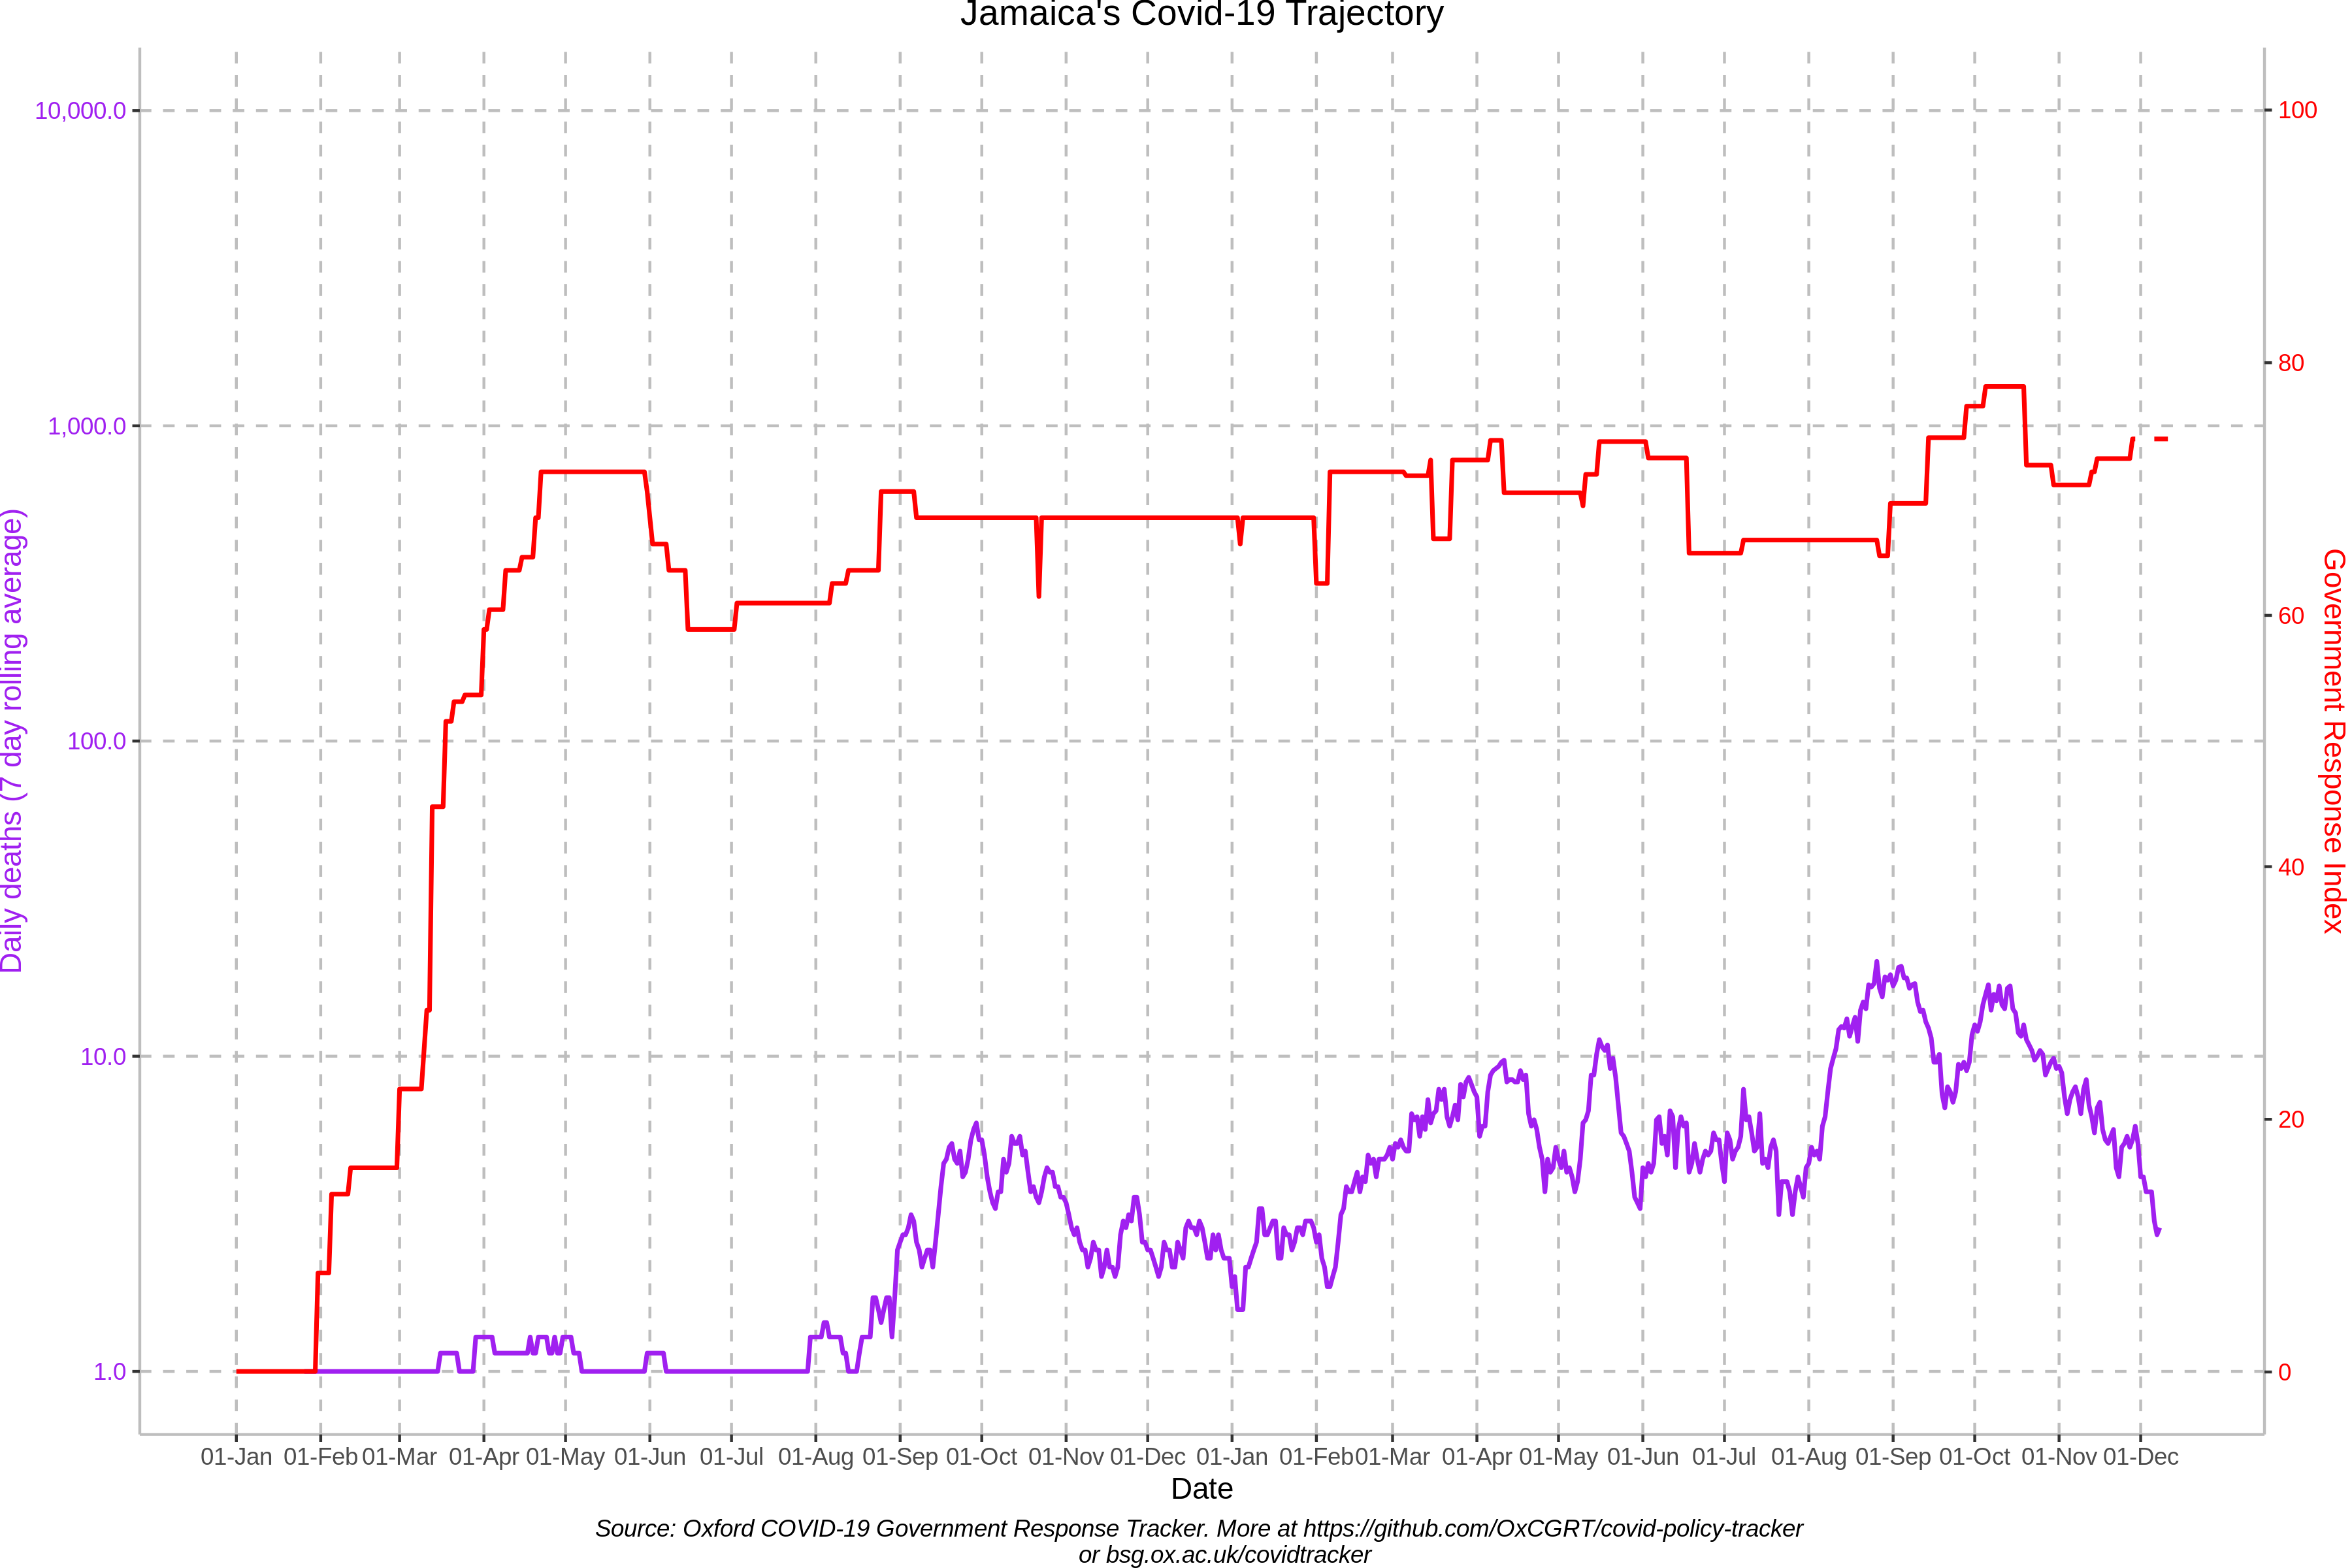 Jamaica's Covid-19 Trajectory
10,000.0
1,000.0
100.0
10.0
1.0
Daily deaths (7 day rolling average)
100
80
60
40
20
0
Government Response Index
01-Jan 01-Feb 01-Mar 01-Apr 01-May 01-Jun 01-Jul 01-Aug 01-Sep 01-Oct 01-Nov 01-Dec 01-Jan 01-Feb 01-Mar 01-Apr 01-May 01-Jun 01-Jul 01-Aug 01-Sep 01-Oct 01-Nov 01-Dec
Date
Source: Oxford COVID-19 Government Response Tracker. More at https://github.com/OxCGRT/covid-policy-tracker
or bsg.ox.ac.uk/covidtracker